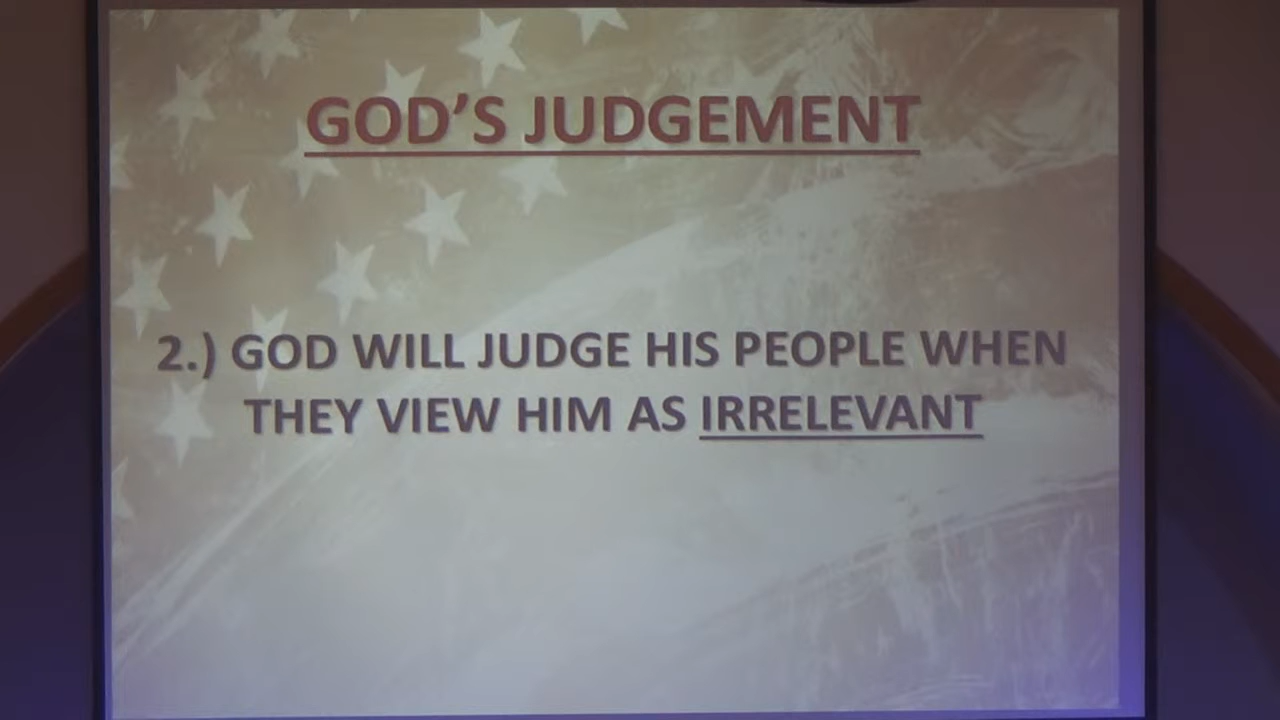 GOD'S JUDGEMENT
2.) GOD WILL JUDGE HIS PEOPLE WHEN
THEY VIEW HIM AS IRRELEVANT